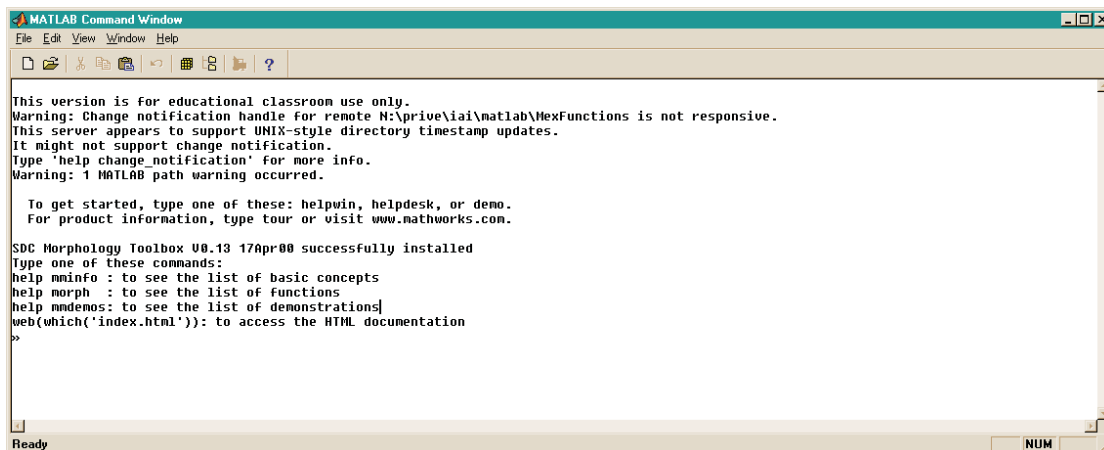 MATLAB Command Window
File Edit View Window Help
?
This version is for educational classroom use only.
Warning: Change notification handle for remote N:\prive\iai\matlab\MexFunctions is not responsive.
This server appears to support UNIX-style directory timestamp updates.
It might not support change notification.
Type 'help change_notification' for more info.
Warning: 1 MATLAB path warning occurred.
To get started, type one of these: helpwin, helpdesk, or demo.
For product information, type tour or visit www.mathworks.com.
SDC Morphology Toolbox V0.13 17Apr00 successfully installed
Type one of these commands:
help mminfo : to see the list of basic concepts
help morph  : to see the list of functions
help mmdemos: to see the list of demonstrations
web(which('index.html')): to access the HTML documentation
»
Ready NUM